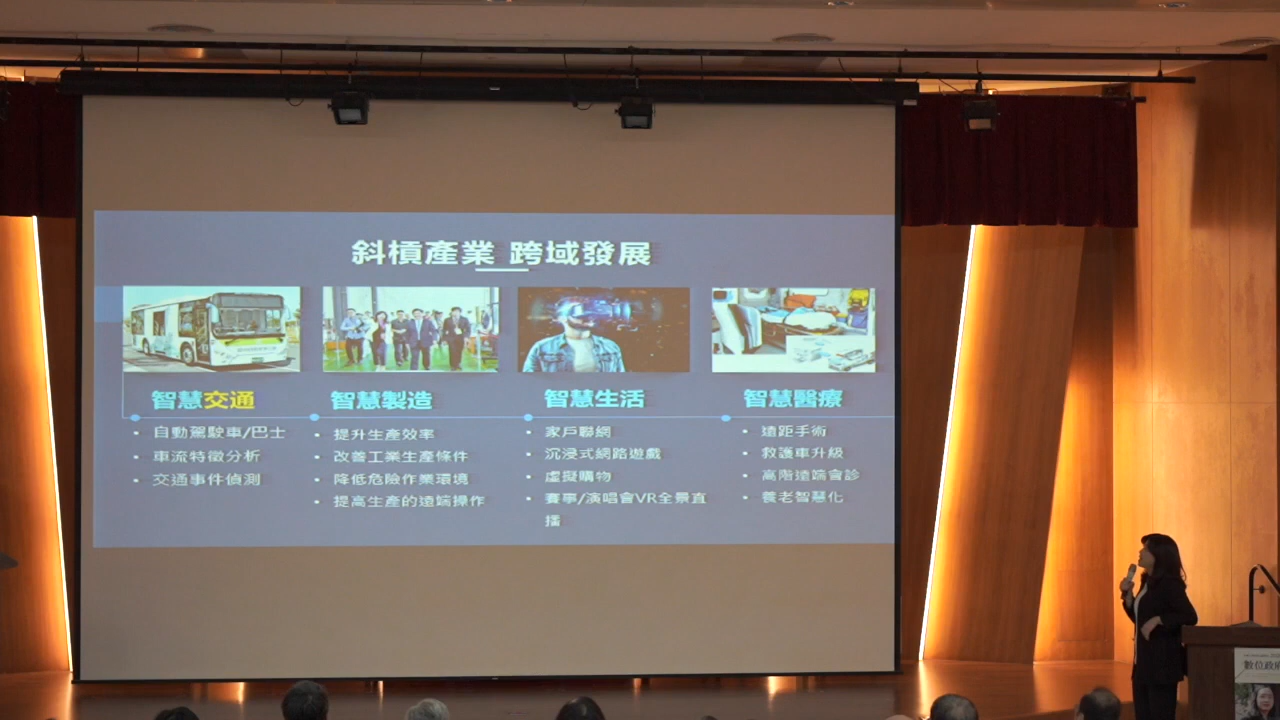 斜槓產業 跨域發展
智慧交通
• 自動駕駛車/巴士
• 車流特徵分析
• 交通事件偵測
智慧製造
• 提升生產效率
• 改善工業生產條件
• 降低危險作業環境
• 提高生產的遠端操作
智慧生活
• 家戶聯網
• 沉浸式網路遊戲
• 虛擬購物
• 賽事/演唱會VR全景直
播
智慧醫療
• 遠距手術
• 救護車升級
• 高階遠端會診
• 養老智慧化
數位政府